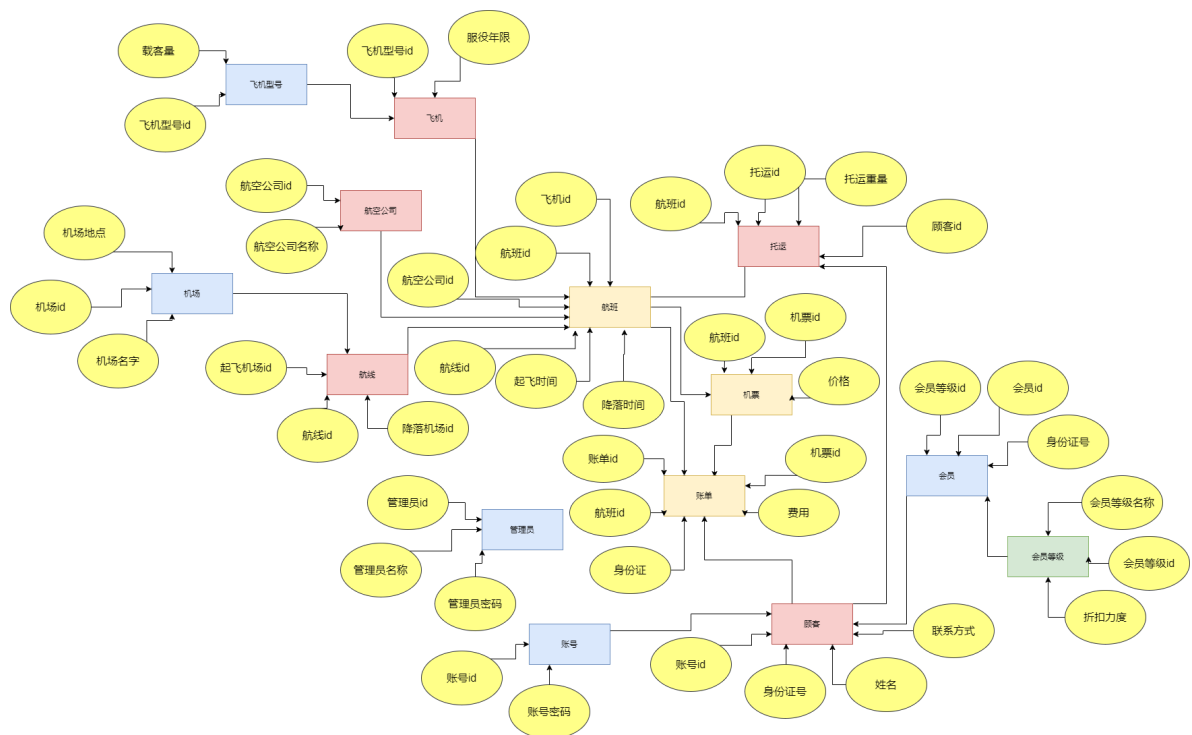 载客量
飞机型号id
服役年限
飞机型号
飞机型号id
飞机
航空公司id
航空公司
航空公司名称
机场地点
机场id
机场
机场名字
飞机id
航班id
航空公司id
航班
托运id
托运重量
航班id
顾客id
托运
起飞机场id
航线
航线id
降落机场id
航线id
起飞时间
降落时间
航班id
机票id
机票
价格
账单id
机票id
账单
航班id
费用
身份证
会员等级id
会员id
身份证号
会员
会员等级名称
会员等级
会员等级id
折扣力度
管理员id
管理员
管理员名称
管理员密码
账号
账号id
账号密码
顾客
账号id
身份证号
姓名
联系方式